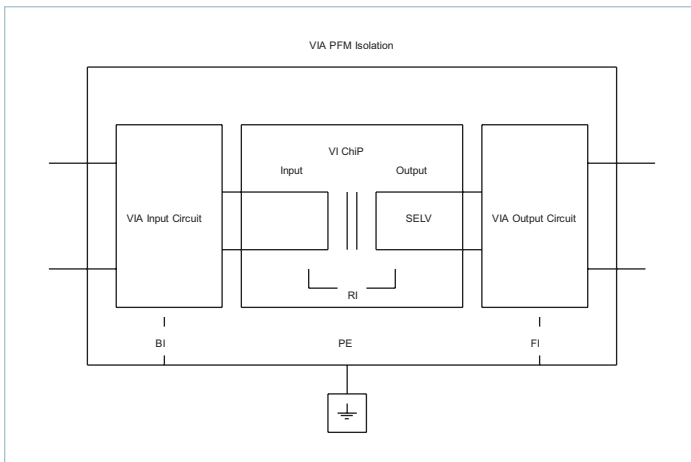 VIA PFM Isolation
VI ChiP
Input
Output
VIA Input Circuit
SELV
VIA Output Circuit
RI
BI
PE
FI